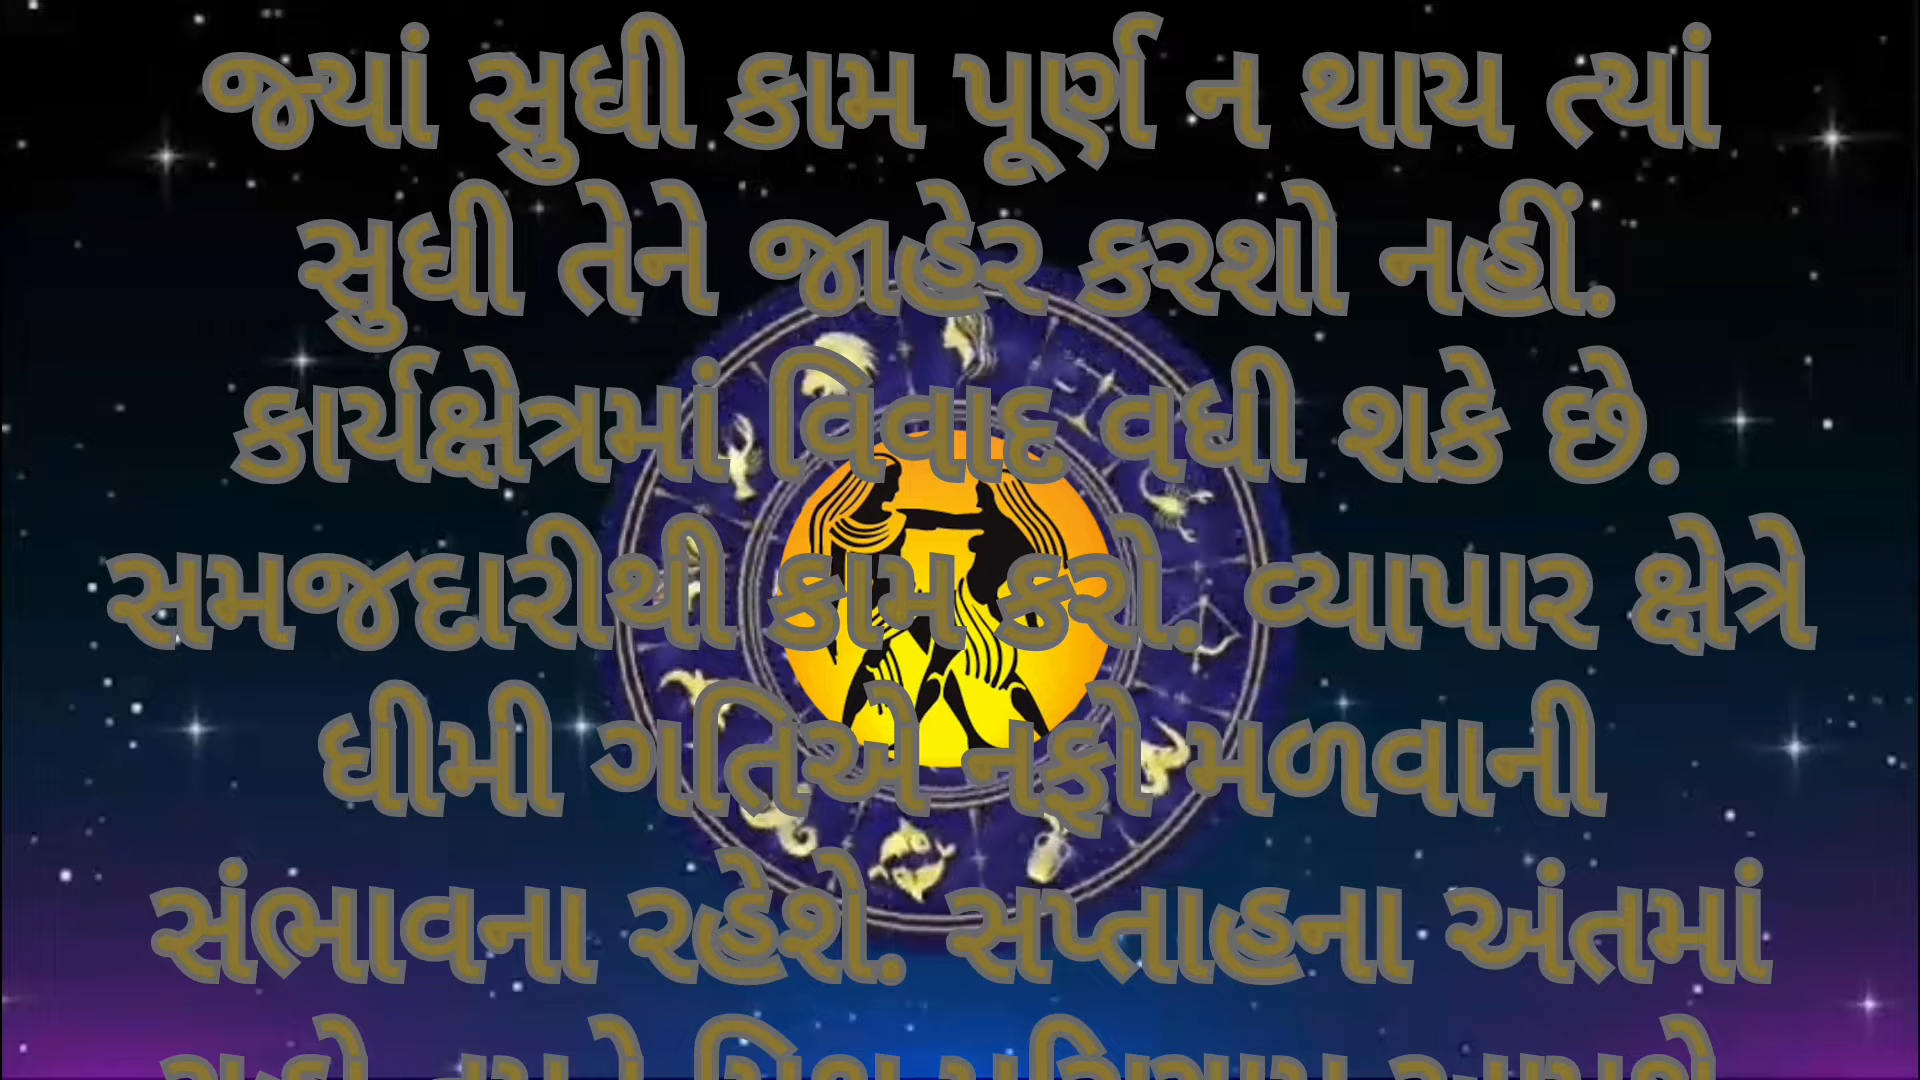 જ્યાં સુધી કામ પૂર્ણ ન થાય ત્યાં
સુધી તેને જાહેર કરશો નહીં.
કાર્યક્ષેત્રમાં વિવાદ વધી શકે છે.
સમજદારીથી કામ કરો. વ્યાપાર ક્ષેત્રે
ધીમી ગતિએ નફો મળવાની
સંભાવના રહેશે. સપ્તાહના અંતમાં